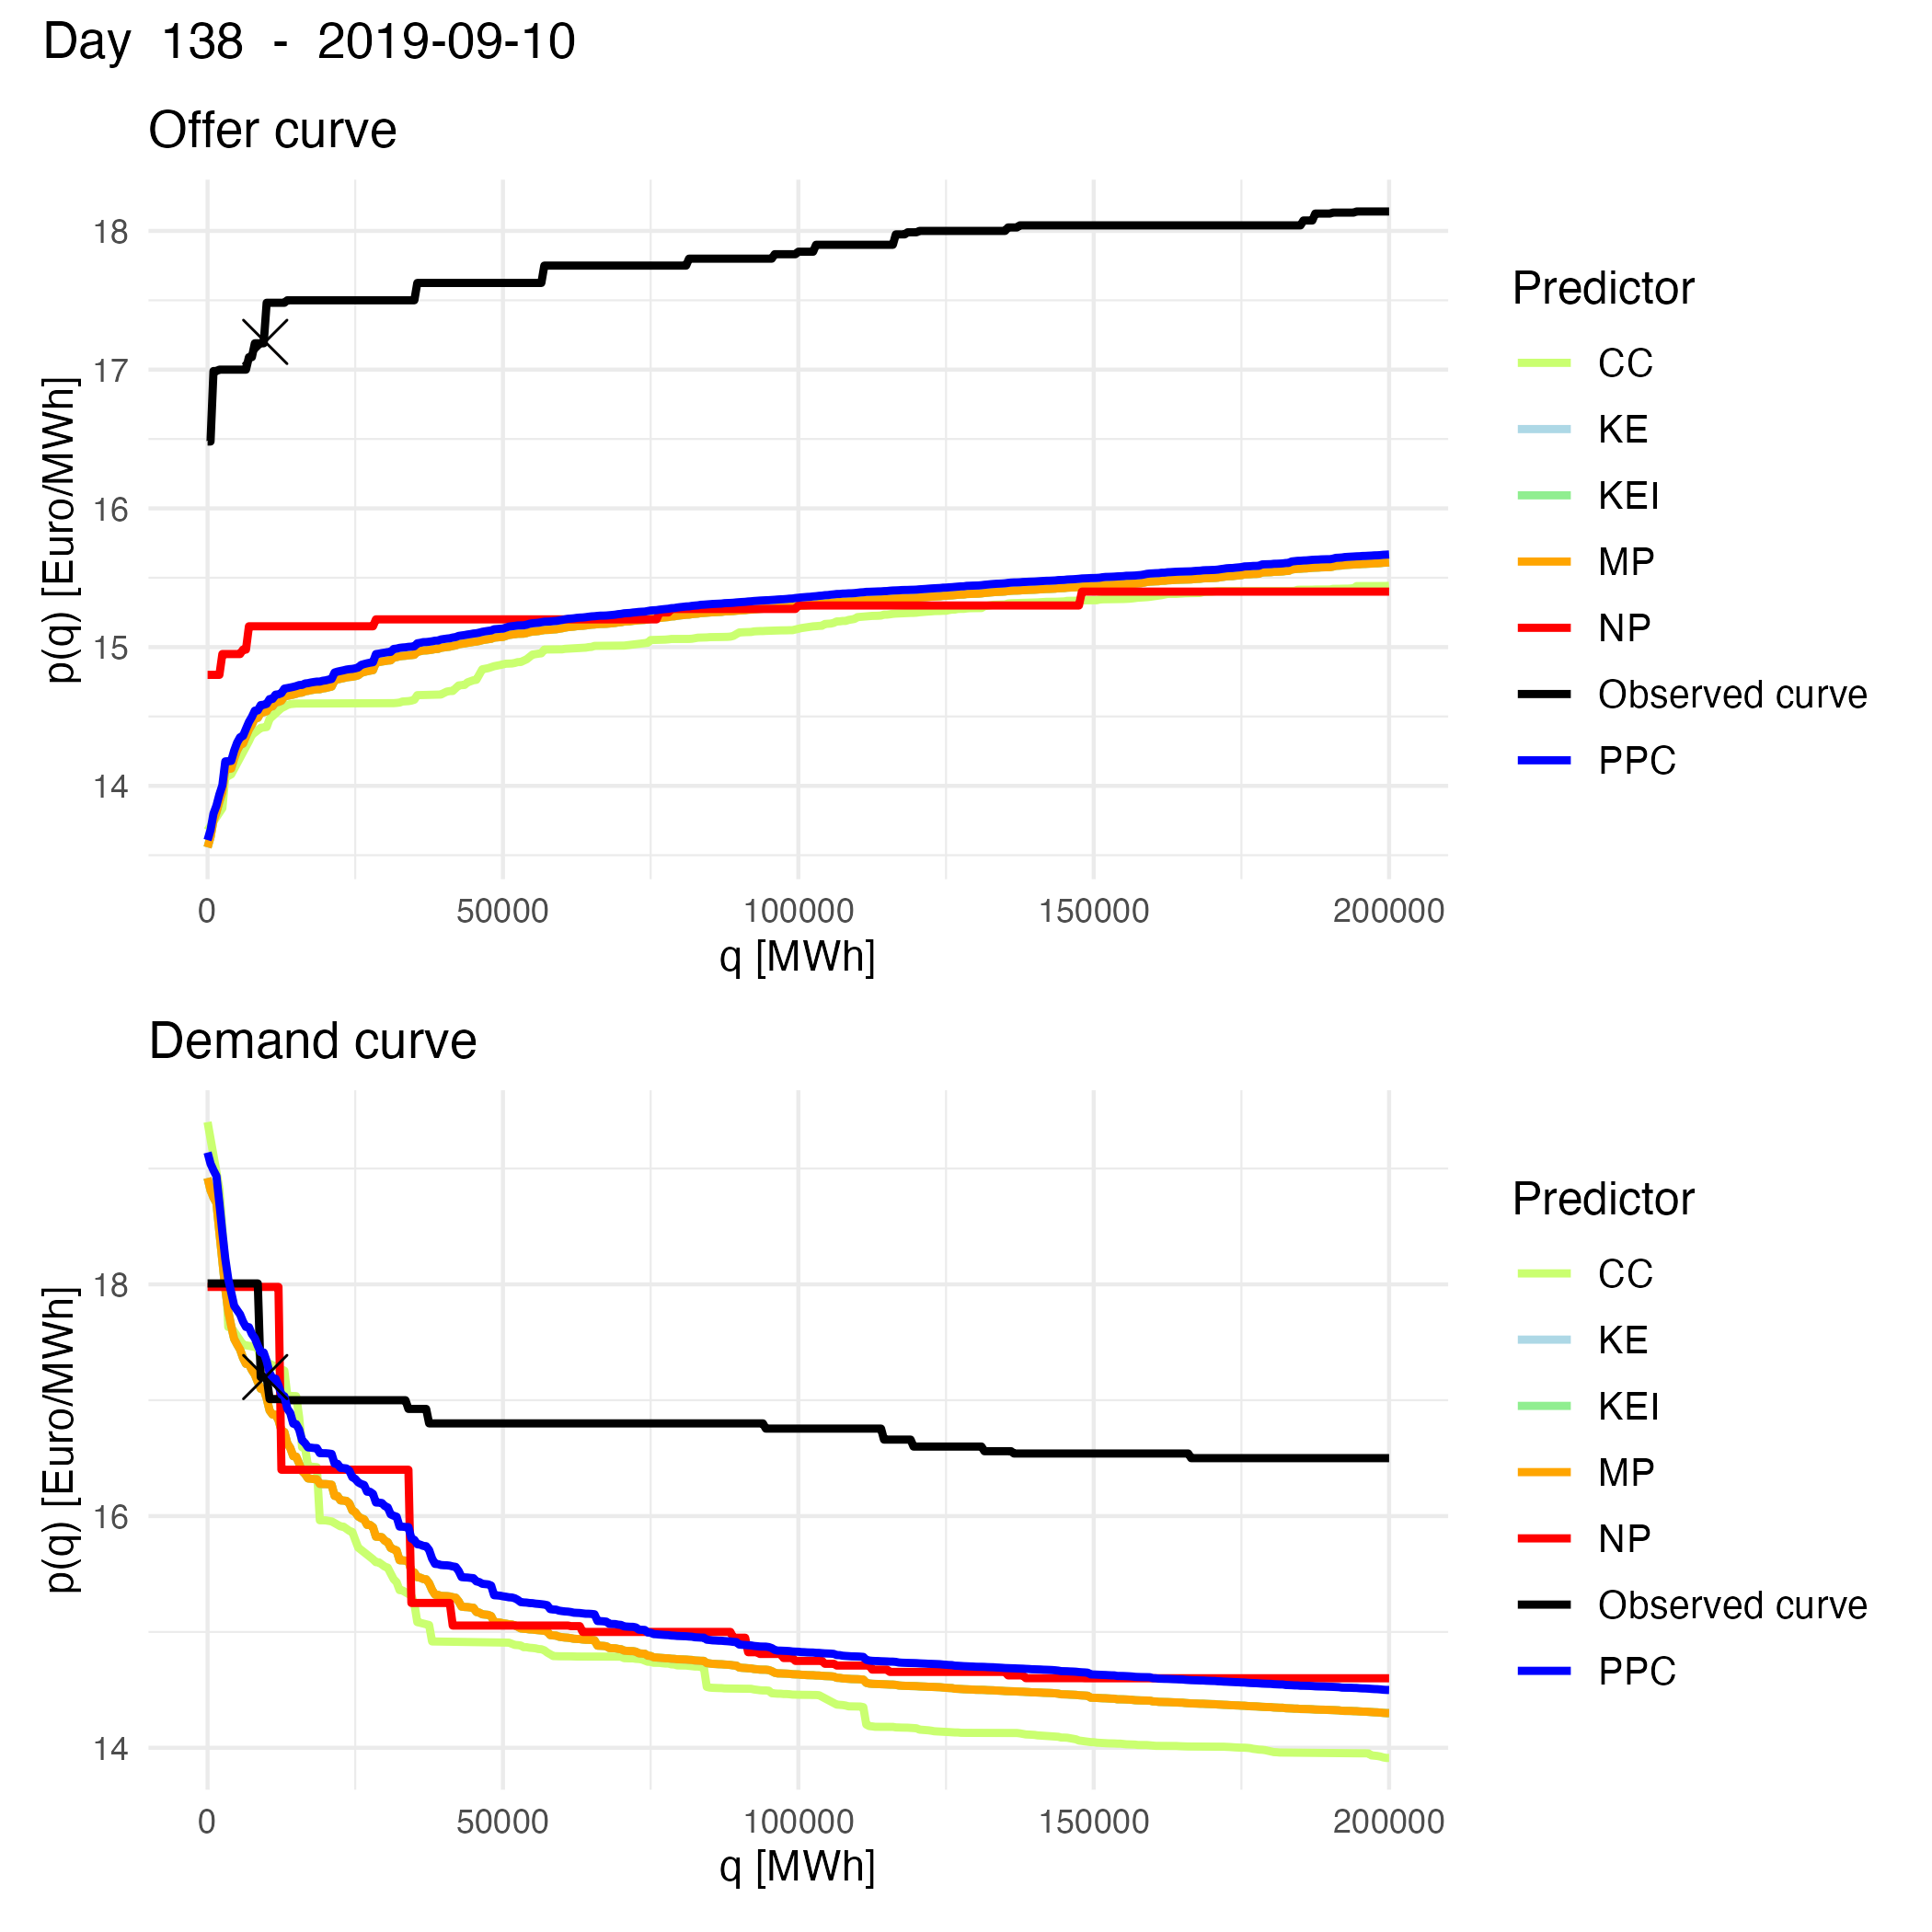 Day 138 - 2019-09-10
Offer curve
p(q) [Euro/MWh]
18
17
16
15
14
0 50000 100000 150000 200000
q [MWh]
Predictor
CC
KE
KEI
MP
NP
Observed curve
PPC
Demand curve
p(q) [Euro/MWh]
18
16
14
0 50000 100000 150000 200000
q [MWh]
Predictor
CC
KE
KEI
MP
NP
Observed curve
PPC